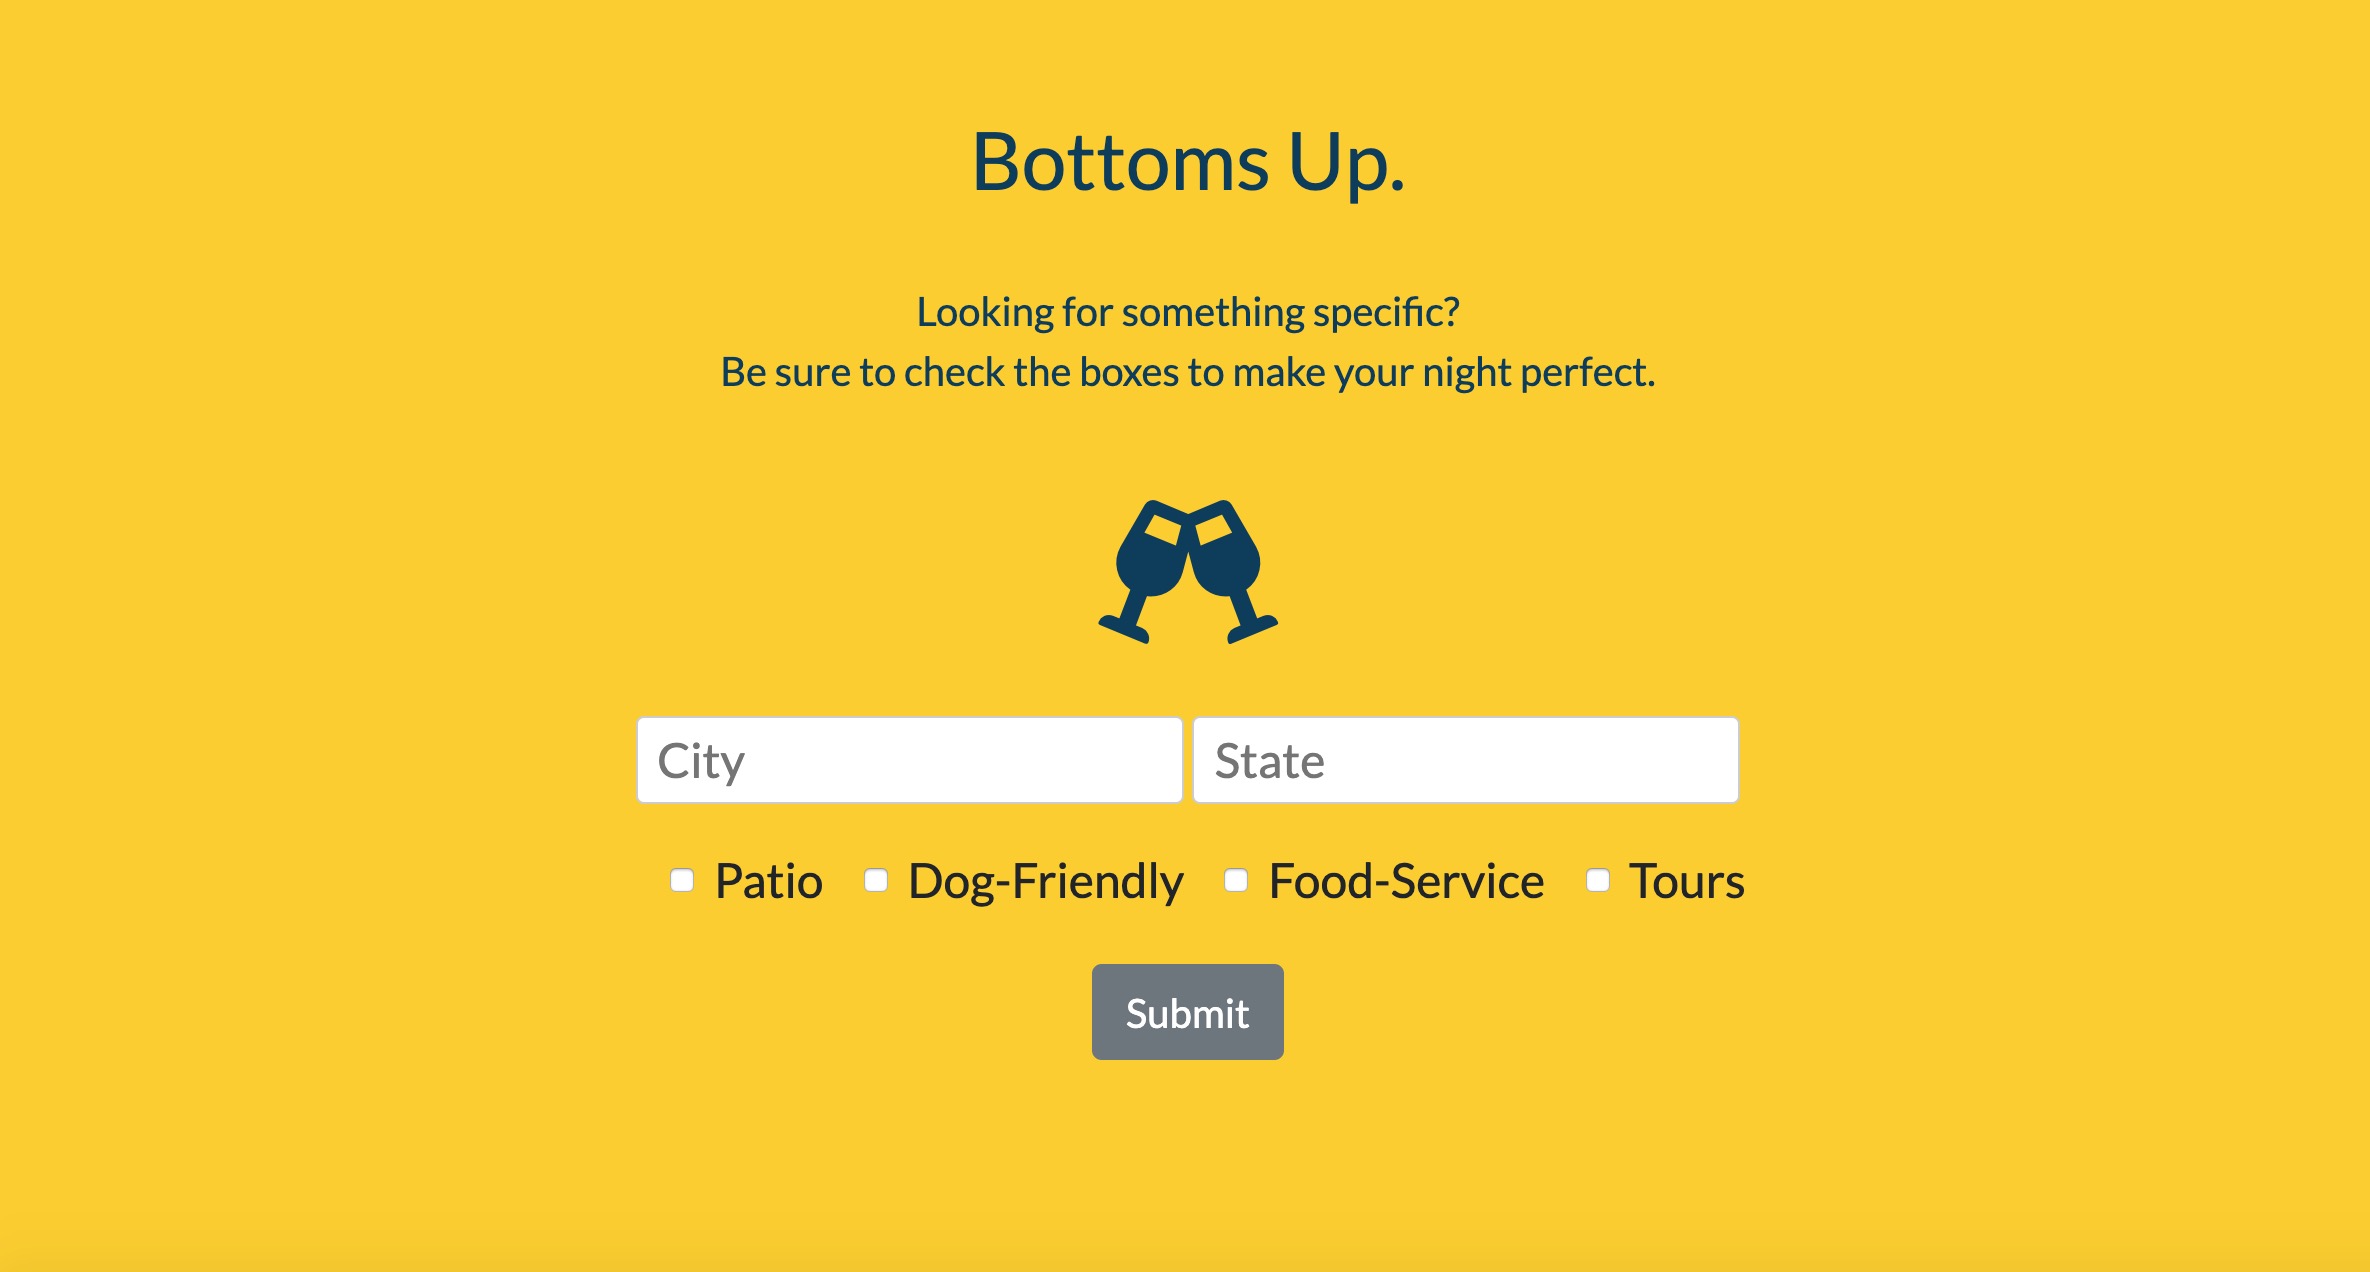 Bottoms Up.
Looking for something specific?
Be sure to check the boxes to make your night perfect.
City State
Patio Dog-Friendly Food-Service Tours
Submit